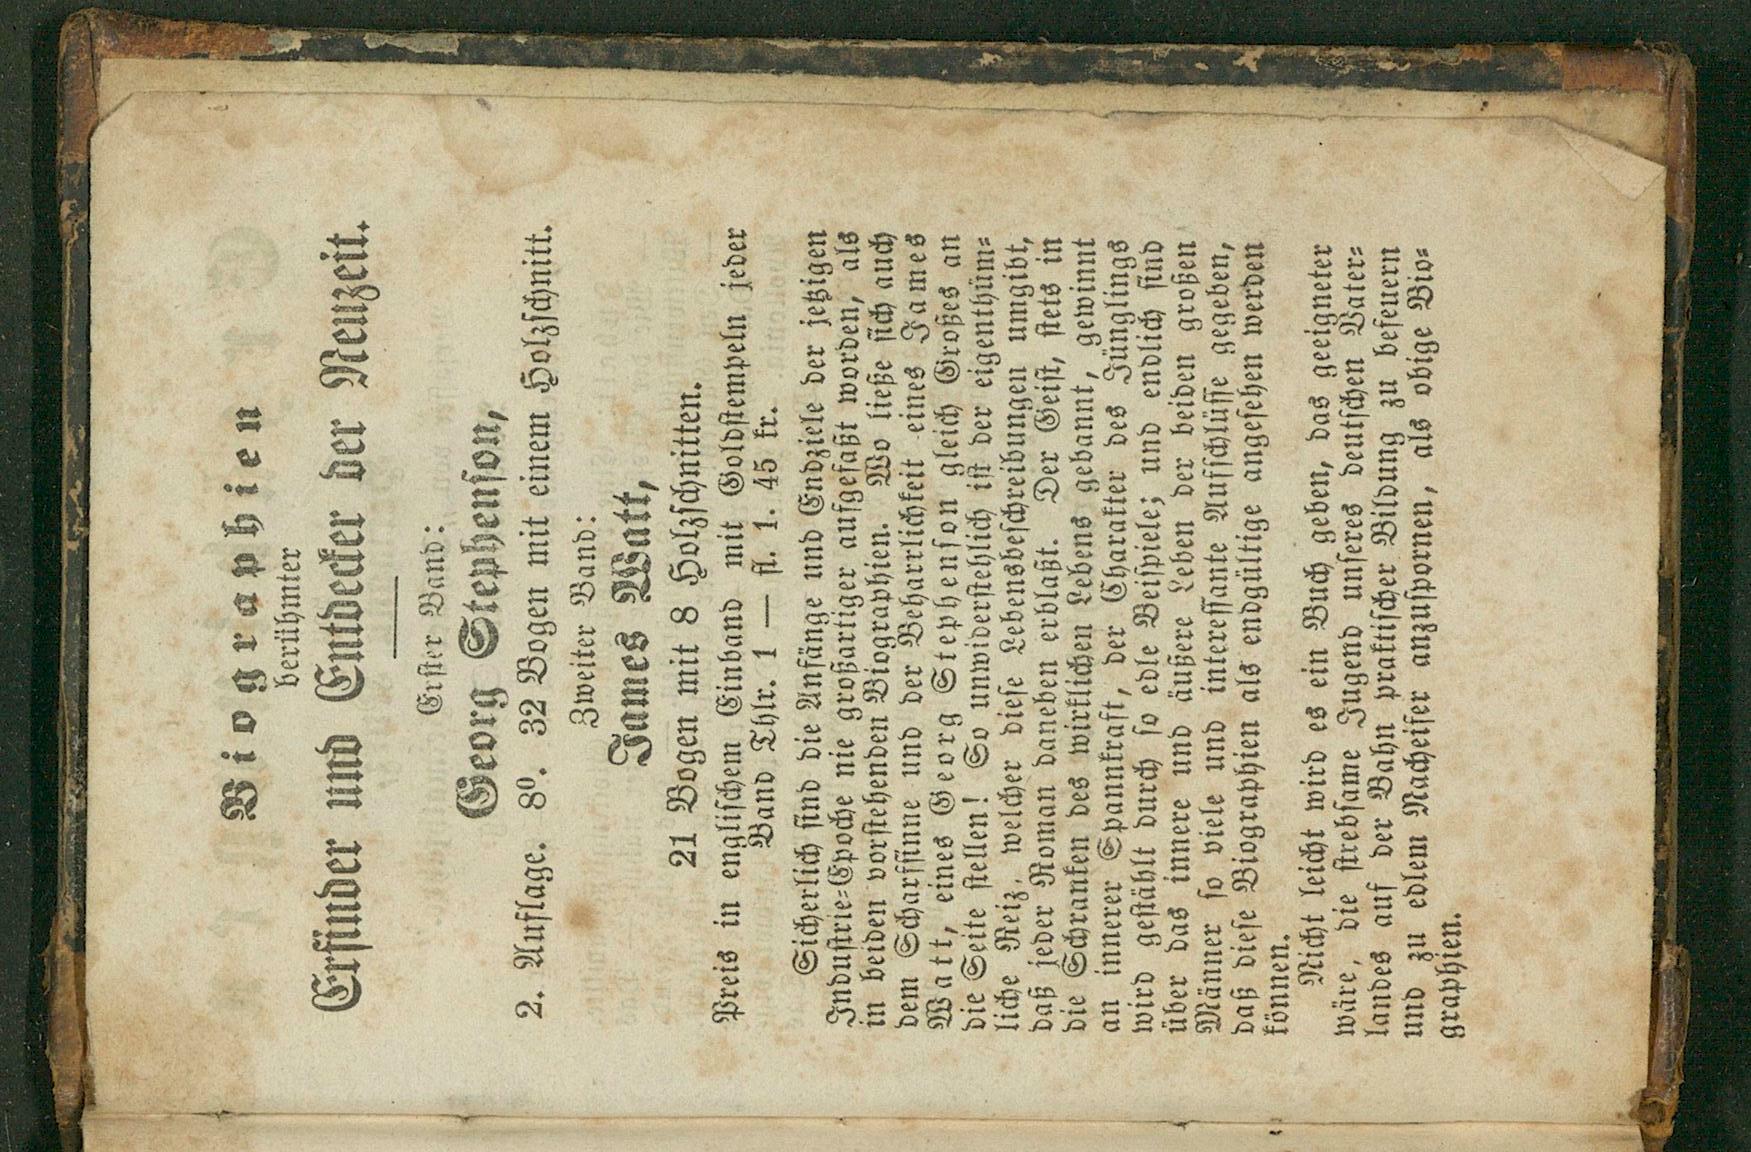 Biographien
berühmter
Erfinder und Entdecker der Neuzeit.
Erster Band:
Georg Stephenson,
2. Auflage. 8⁰. 32 Bogen mit einem Holzschnitt.
Zweiter Band:
James Watt,
21 Bogen mit 8 Holzschnitten.
Preis in englischem Einband mit Goldstempeln jeder
Band Thlr. 1 — fl. 1. 45 kr.
Sicherlich sind die Anfänge und Endziele der jetzigen
Industrie-Epoche nie großartiger aufgefaßt worden, als
in beiden vorstehenden Biographien. Wo ließe sich auch
dem Scharfsinne und der Beharrlichkeit eines James
Watt, eines Georg Stephenson gleich Großes an
die Seite stellen! So unwiderstehlich ist der eigenthüm-
liche Reiz, welcher diese Lebensbeschreibungen umgibt,
daß jeder Roman daneben erblaßt. Der Geist, stets in
die Schranken des wirklichen Lebens gebannt, gewinnt
an innerer Spannkraft, der Charakter des Jünglings
wird gestählt durch so edle Beispiele; und endlich sind
über das innere und äußere Leben der beiden großen
Männer so viele und interessante Aufschlüsse gegeben,
daß diese Biographien als endgültige angesehen werden
können.
Nicht leicht wird es ein Buch geben, das geeigneter
wäre, die strebsame Jugend unseres deutschen Vater-
landes auf der Bahn praktischer Bildung zu befeuern
und zu edlem Nacheifer anzuspornen, als obige Bio-
graphien.